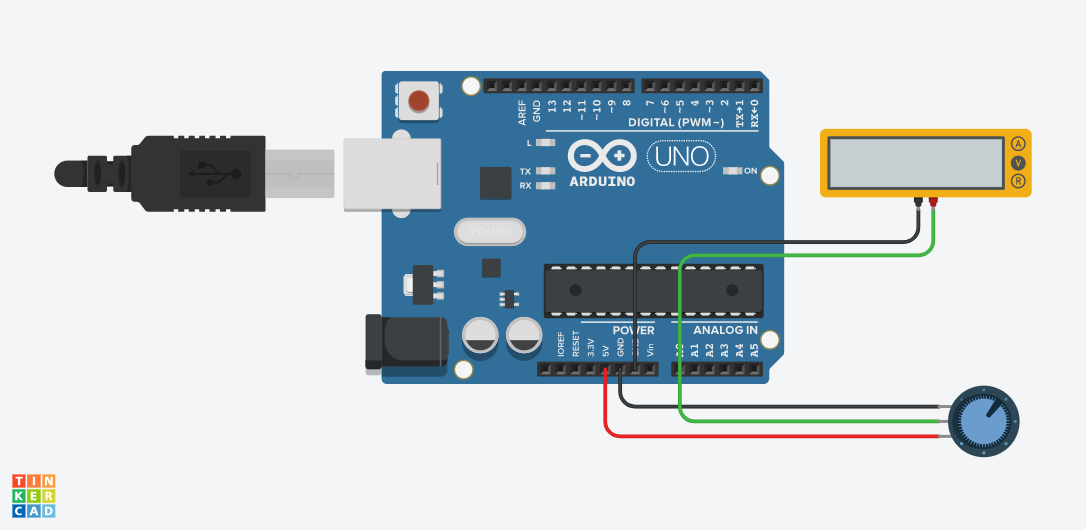 AREF
GND
13
12
~11
~10
~9
8
7
~6
~5
4
~3
2
TX→1
RX←0
DIGITAL (PWM~)
L
TX
RX
UNO
ARDUINO
ON
A
V
R
POWER
ANALOG IN
IOREF
RESET
3.3V
5V
GND
Vin
A0
A1
A2
A3
A4
A5
TIN
KER
CAD